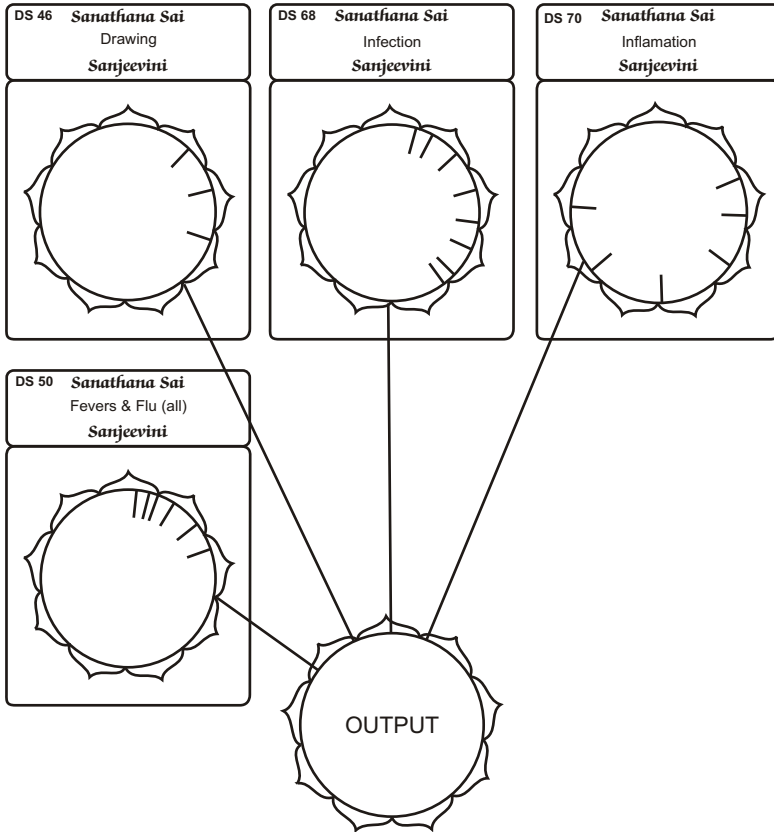 DS 46 Sanathana Sai
Drawing
Sanjeevini
DS 68 Sanathana Sai
Infection
Sanjeevini
DS 70 Sanathana Sai
Inflamation
Sanjeevini
DS 50 Sanathana Sai
Fevers & Flu (all)
Sanjeevini
OUTPUT